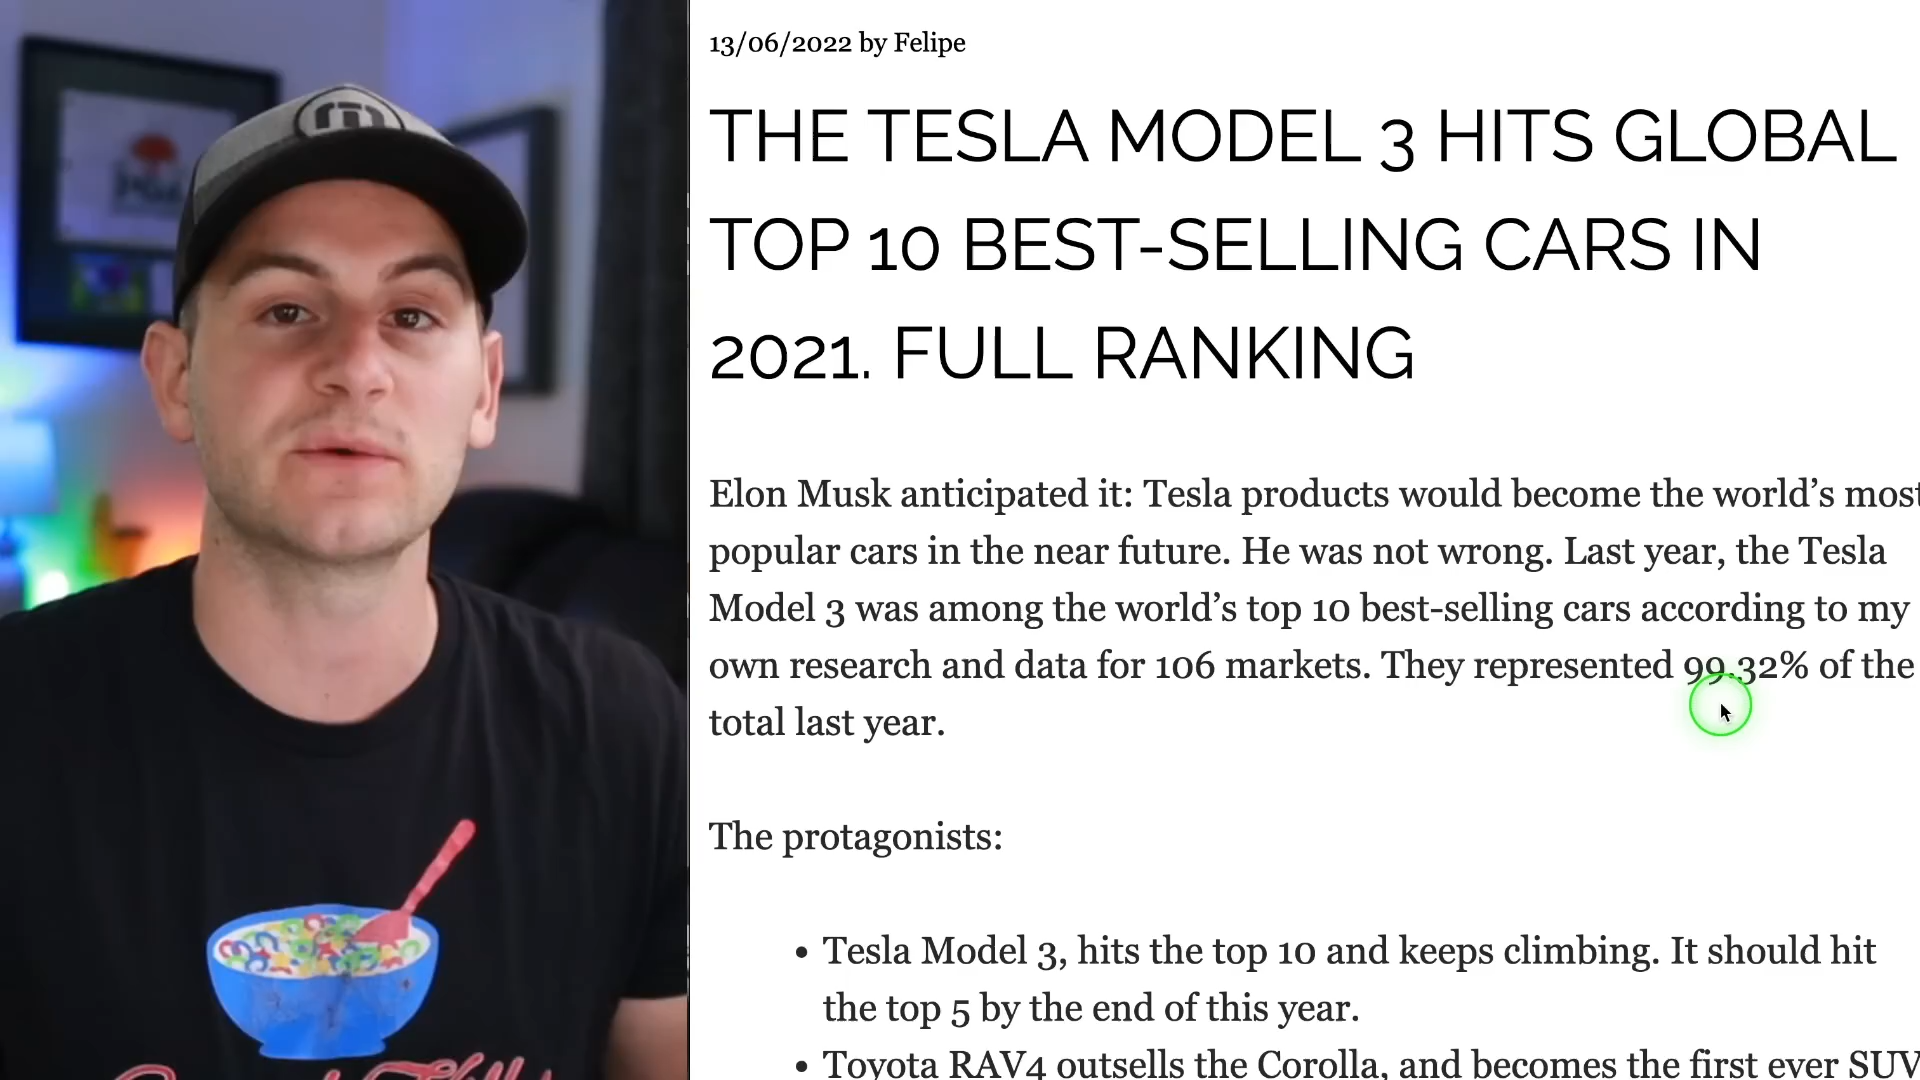 13/06/2022 by Felipe
THE TESLA MODEL 3 HITS GLOBAL
TOP 10 BEST-SELLING CARS IN
2021. FULL RANKING
Elon Musk anticipated it: Tesla products would become the world’s most
popular cars in the near future. He was not wrong. Last year, the Tesla
Model 3 was among the world’s top 10 best-selling cars according to my
own research and data for 106 markets. They represented 99.32% of the
total last year.
The protagonists:
• Tesla Model 3, hits the top 10 and keeps climbing. It should hit
the top 5 by the end of this year.
• Toyota RAV4 outsells the Corolla, and becomes the first ever SUV